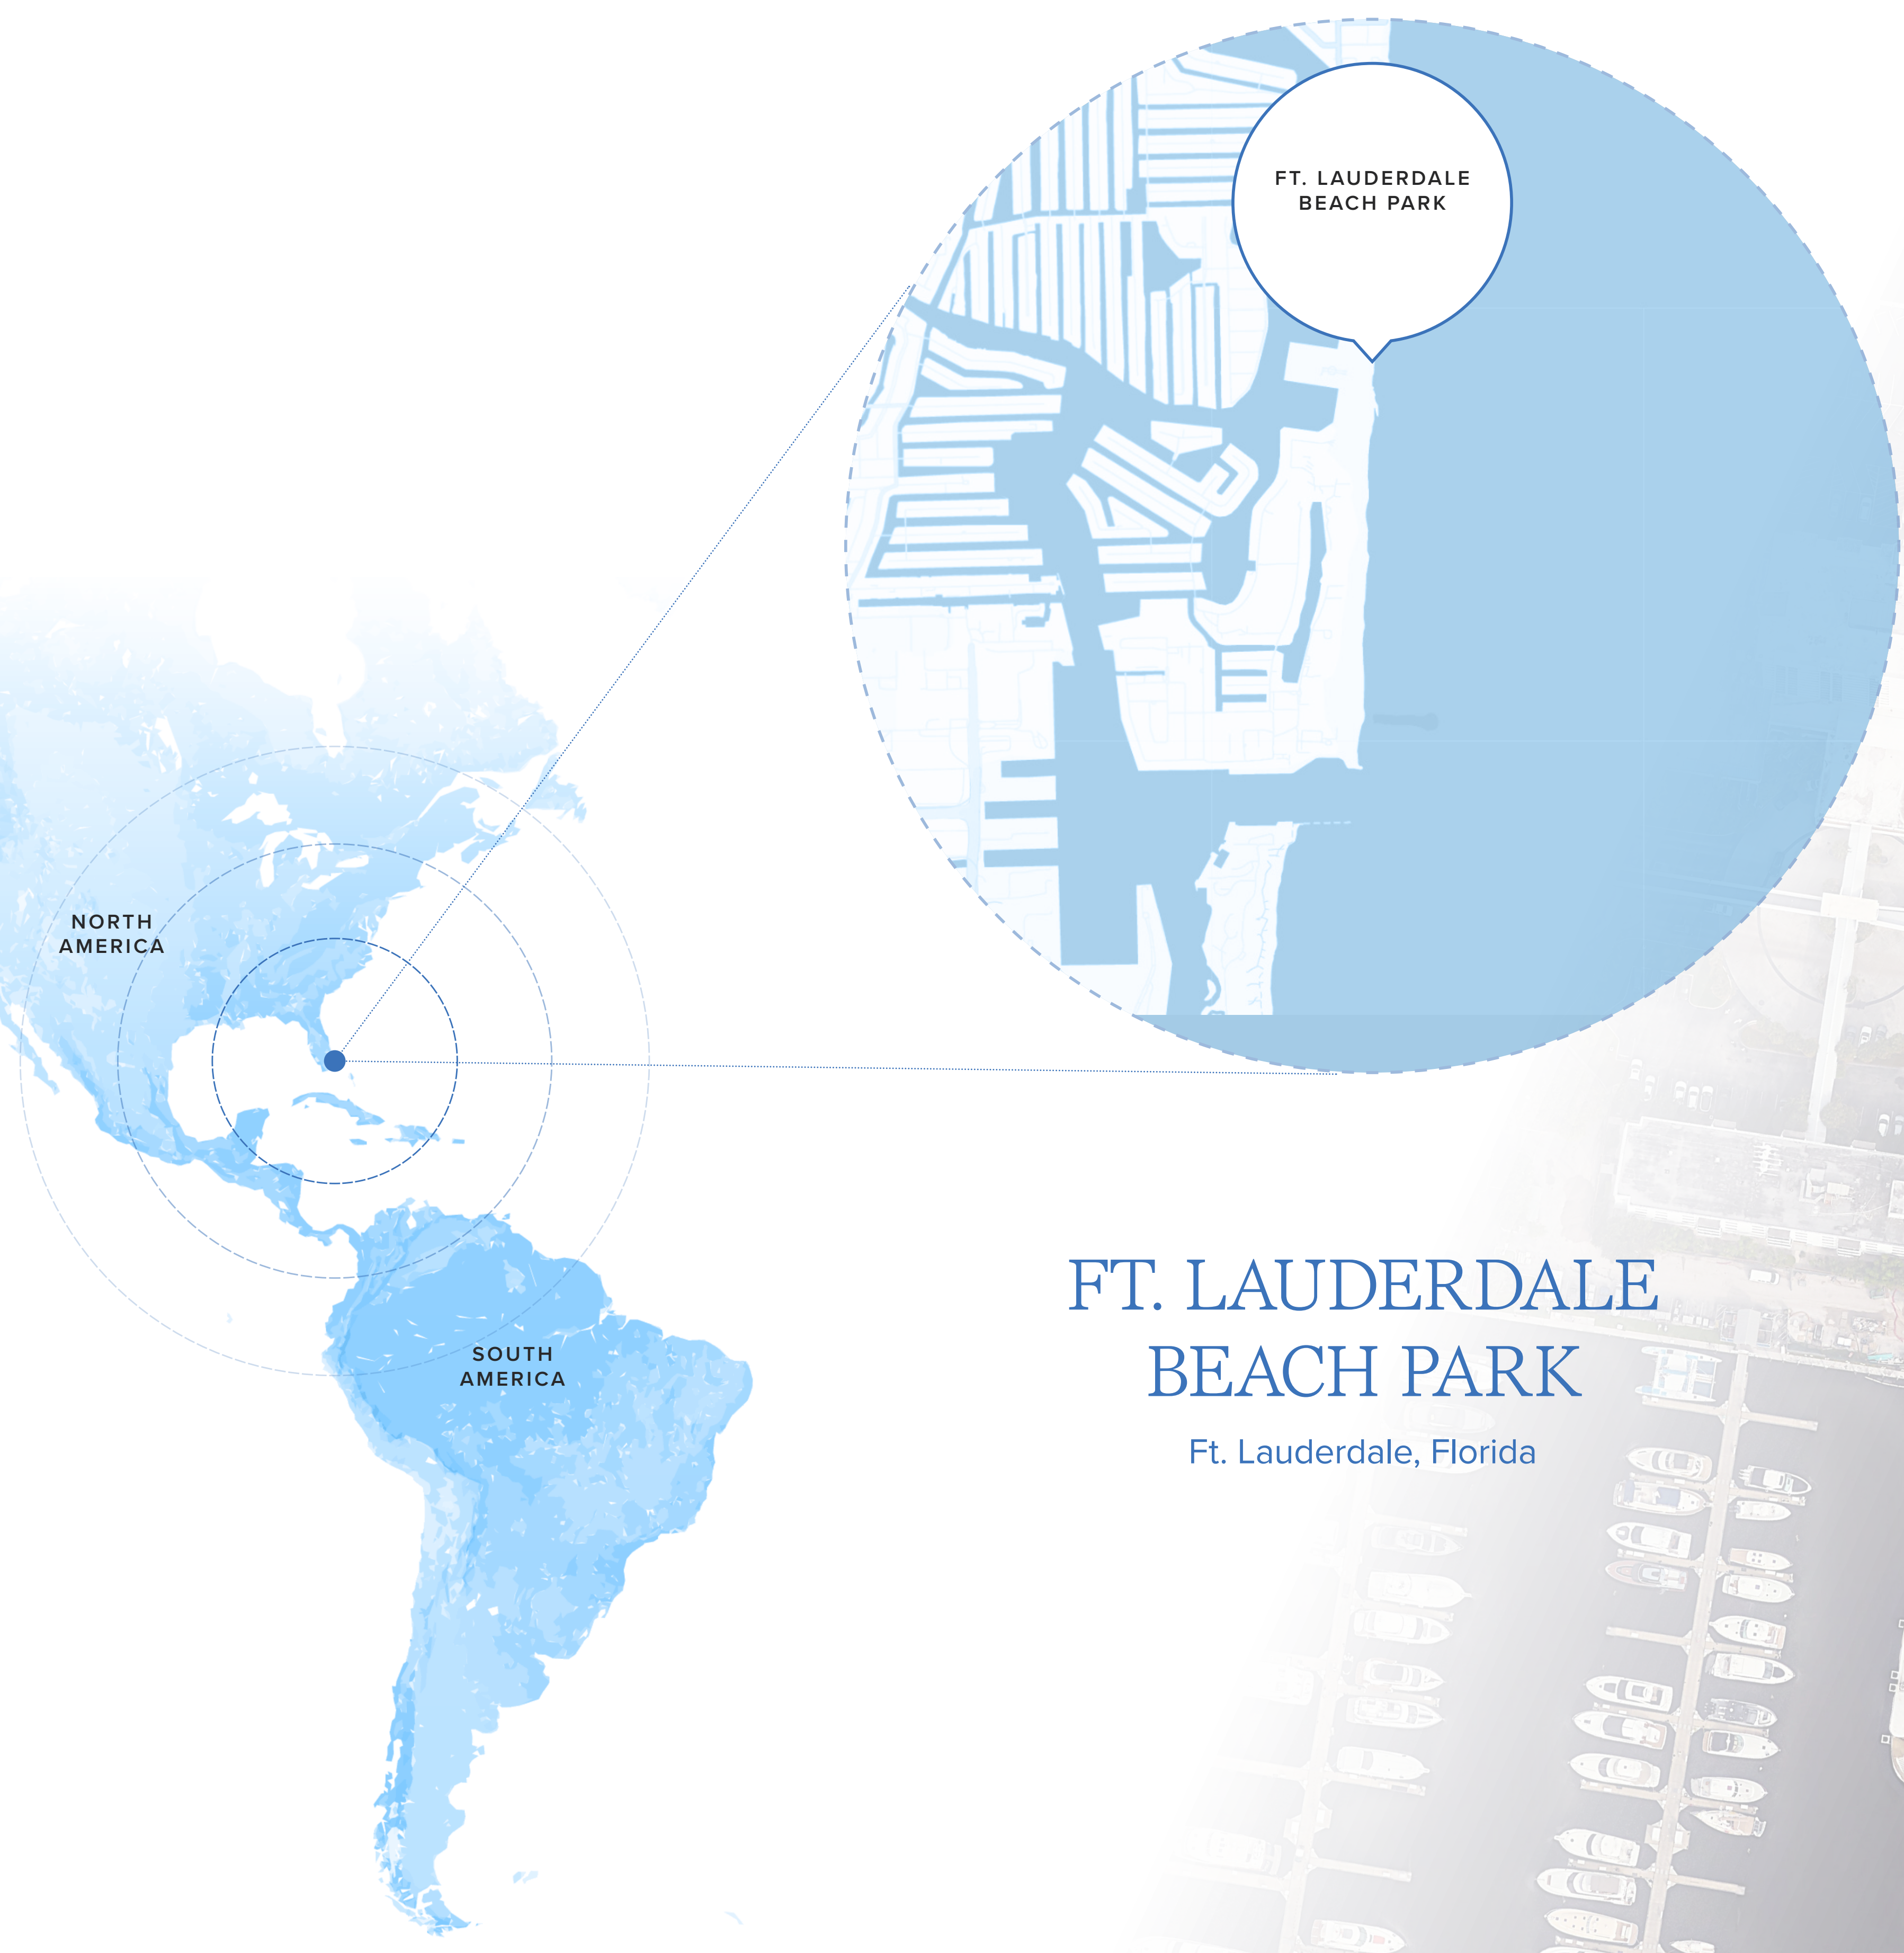 FT. LAUDERDALE
BEACH PARK
NORTH
AMERICA
SOUTH
AMERICA
FT. LAUDERDALE
BEACH PARK
Ft. Lauderdale, Florida